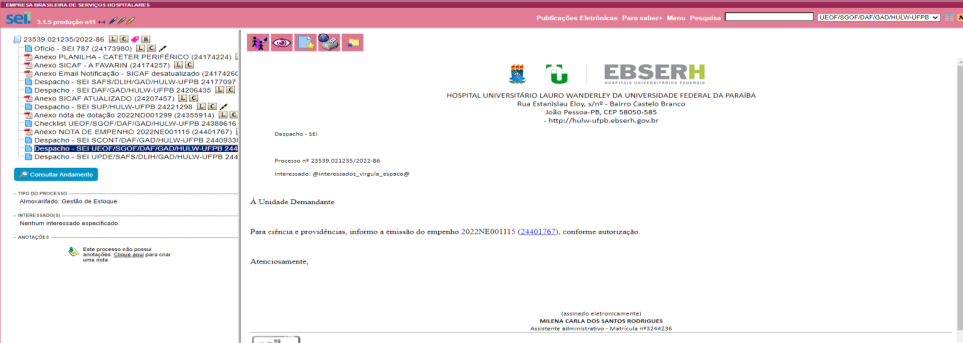 EMPRESA BRASILEIRA DE SERVIÇOS HOSPITALARES
sei. 3.1.5 produção n11
Publicações Eletrônicas Para saber+ Menu Pesquisa UEOF/SGOF/DAF/GAD/HULW-UFPB
23539.021235/2022-86
Ofício - SEI 787 (24173980)
Anexo PLANILHA - CATETER PERIFÉRICO (24174224)
Anexo SICAF - A FAVARIN (24174257)
Anexo Email Notificação - SICAF desatualizado (2417426
Despacho - SEI SAFS/DLIH/GAD/HULW-UFPB 24177097
Despacho - SEI DAF/GAD/HULW-UFPB 24206435
Anexo SICAF ATUALIZADO (24207457)
Despacho - SEI SUP/HULW-UFPB 24221298
Anexo nota de dotação 2022ND001299 (24355914)
Checklist UEOF/SGOF/DAF/GAD/HULW-UFPB 24388616
Anexo NOTA DE EMPENHO 2022NE001115 (24401767)
Despacho - SEI SCONT/DAF/GAD/HULW-UFPB 2440933
Despacho - SEI UEOF/SGOF/DAF/GAD/HULW-UFPB 244
Despacho - SEI UPDE/SAFS/DLIH/GAD/HULW-UFPB 244
Consultar Andamento
TIPO DO PROCESSO
Almoxarifado: Gestão de Estoque
INTERESSADO(S)
Nenhum interessado especificado.
ANOTAÇÕES
Este processo não possui
anotações. Clique aqui para criar
uma nota.
EBSERH
HOSPITAIS UNIVERSITÁRIOS FEDERAIS
HOSPITAL UNIVERSITÁRIO LAURO WANDERLEY DA UNIVERSIDADE FEDERAL DA PARAÍBA
Rua Estanislau Eloy, s/nº - Bairro Castelo Branco
João Pessoa-PB, CEP 58050-585
- http://hulw-ufpb.ebserh.gov.br
Despacho - SEI
Processo nº 23539.021235/2022-86
Interessado: @interessados_virgula_espaco@
À Unidade Demandante
Para ciência e providências, informo a emissão do empenho 2022NE001115 (24401767), conforme autorização.
Atenciosamente,
(assinado eletronicamente)
MILENA CARLA DOS SANTOS RODRIGUES
Assistente administrativo - Matrícula nº3244236